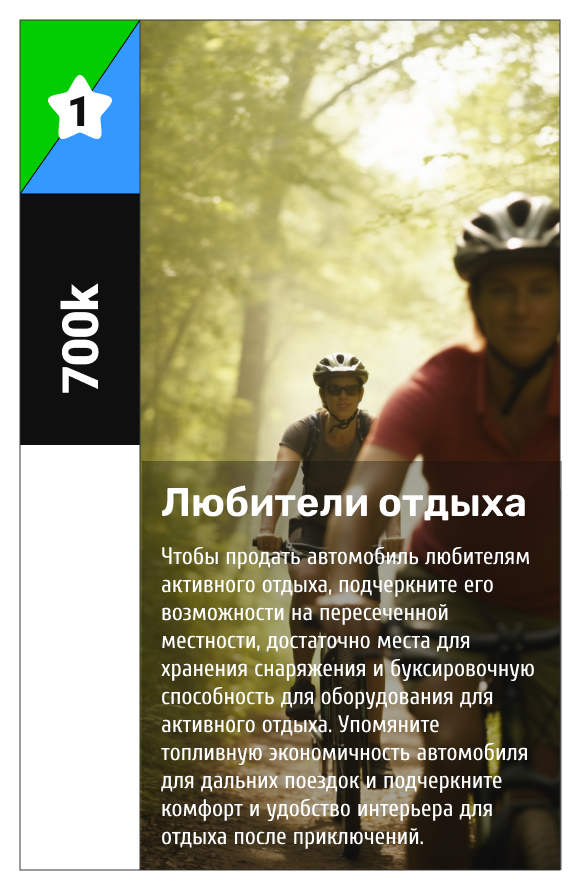 1
700k
Любители отдыха
Чтобы продать автомобиль любителям
активного отдыха, подчеркните его
возможности на пересеченной
местности, достаточно места для
хранения снаряжения и буксировочную
способность для оборудования для
активного отдыха. Упомяните
топливную экономичность автомобиля
для дальних поездок и подчеркните
комфорт и удобство интерьера для
отдыха после приключений.